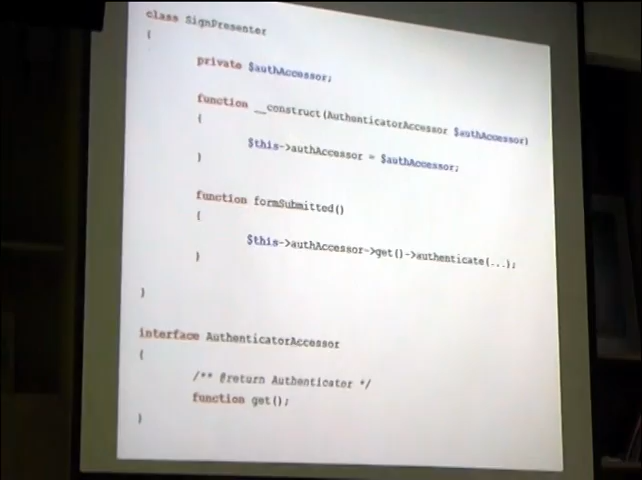 class SignPresenter
{
private $authAccessor;
function __construct(AuthenticatorAccessor $authAccessor)
{
$this->authAccessor = $authAccessor;
}
function formSubmitted()
{
$this->authAccessor->get()->authenticate(...);
}
}
interface AuthenticatorAccessor
{
/** @return Authenticator */
function get();
}